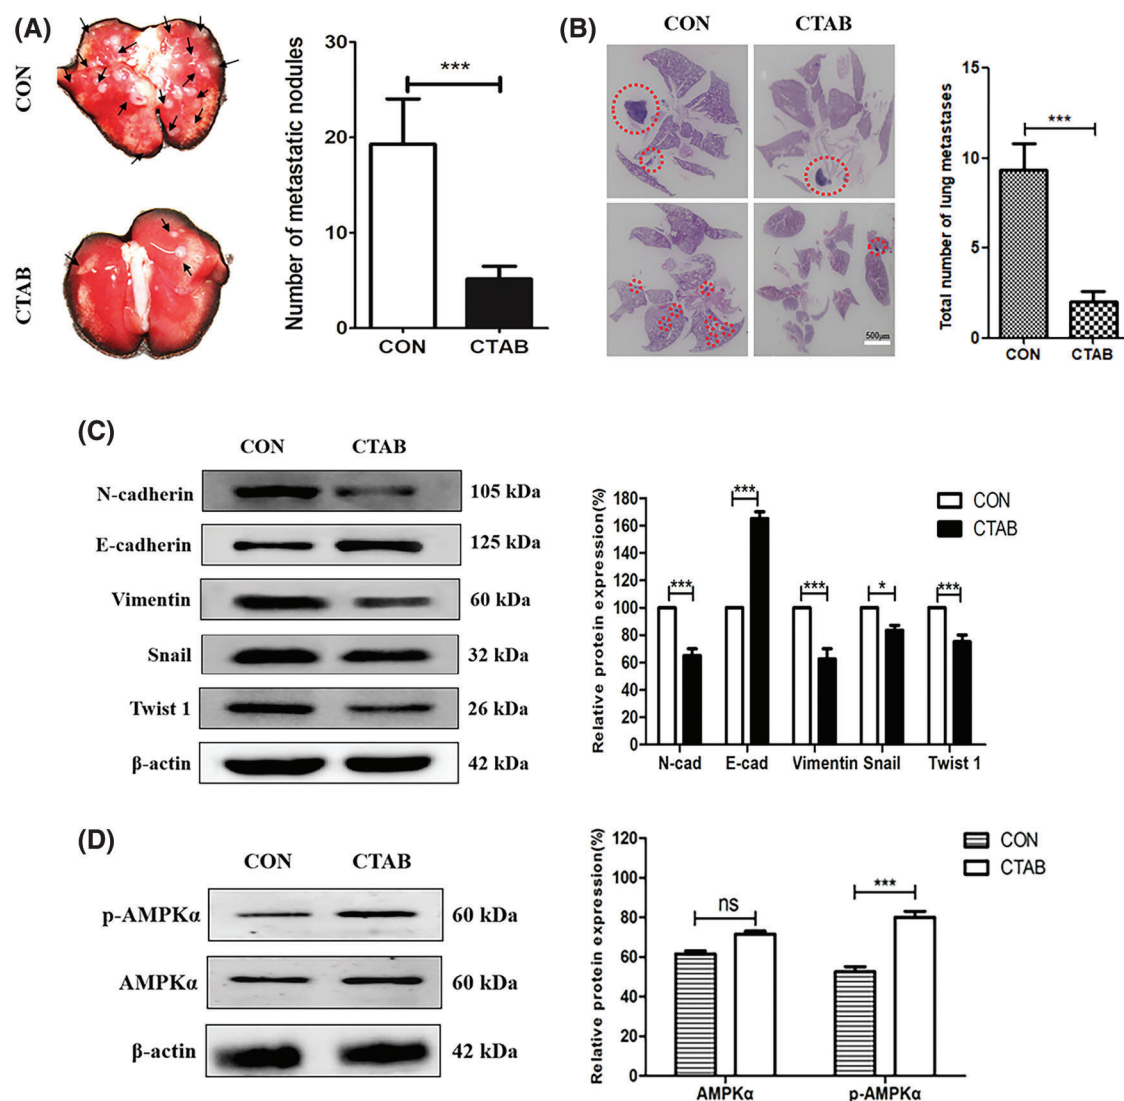 (A)
CON
CTAB
Number of metastatic nodules
30
20
10
0
***
CON
CTAB
(B)
CON
CTAB
500μm
Total number of lung metastases
15
10
5
0
***
CON
CTAB
(C)
CON
CTAB
N-cadherin
105 kDa
E-cadherin
125 kDa
Vimentin
60 kDa
Snail
32 kDa
Twist 1
26 kDa
β-actin
42 kDa
Relative protein expression(%)
180
160
140
120
100
80
60
40
20
0
***
***
***
*
***
CON
CTAB
N-cad
E-cad
Vimentin
Snail
Twist 1
(D)
CON
CTAB
p-AMPKα
60 kDa
AMPKα
60 kDa
β-actin
42 kDa
Relative protein expression(%)
120
100
80
60
40
20
0
ns
***
CON
CTAB
AMPKα
p-AMPKα